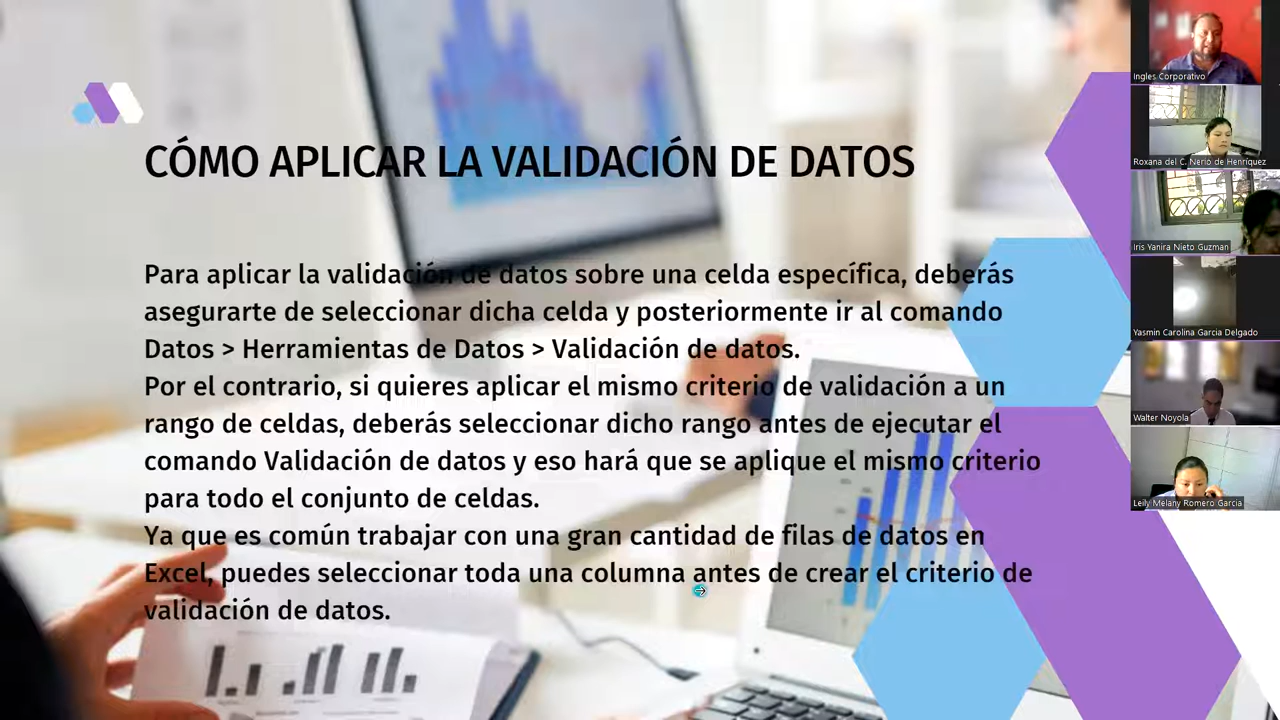 CÓMO APLICAR LA VALIDACIÓN DE DATOS
Para aplicar la validación de datos sobre una celda específica, deberás
asegurarte de seleccionar dicha celda y posteriormente ir al comando
Datos > Herramientas de Datos > Validación de datos.
Por el contrario, si quieres aplicar el mismo criterio de validación a un
rango de celdas, deberás seleccionar dicho rango antes de ejecutar el
comando Validación de datos y eso hará que se aplique el mismo criterio
para todo el conjunto de celdas.
Ya que es común trabajar con una gran cantidad de filas de datos en
Excel, puedes seleccionar toda una columna antes de crear el criterio de
validación de datos.
Ingles Corporativo
Roxana del C. Nerio de Henríquez
Iris Yanira Nieto Guzman
Yasmin Carolina Garcia Delgado
Walter Noyola
Leily Melany Romero Garcia